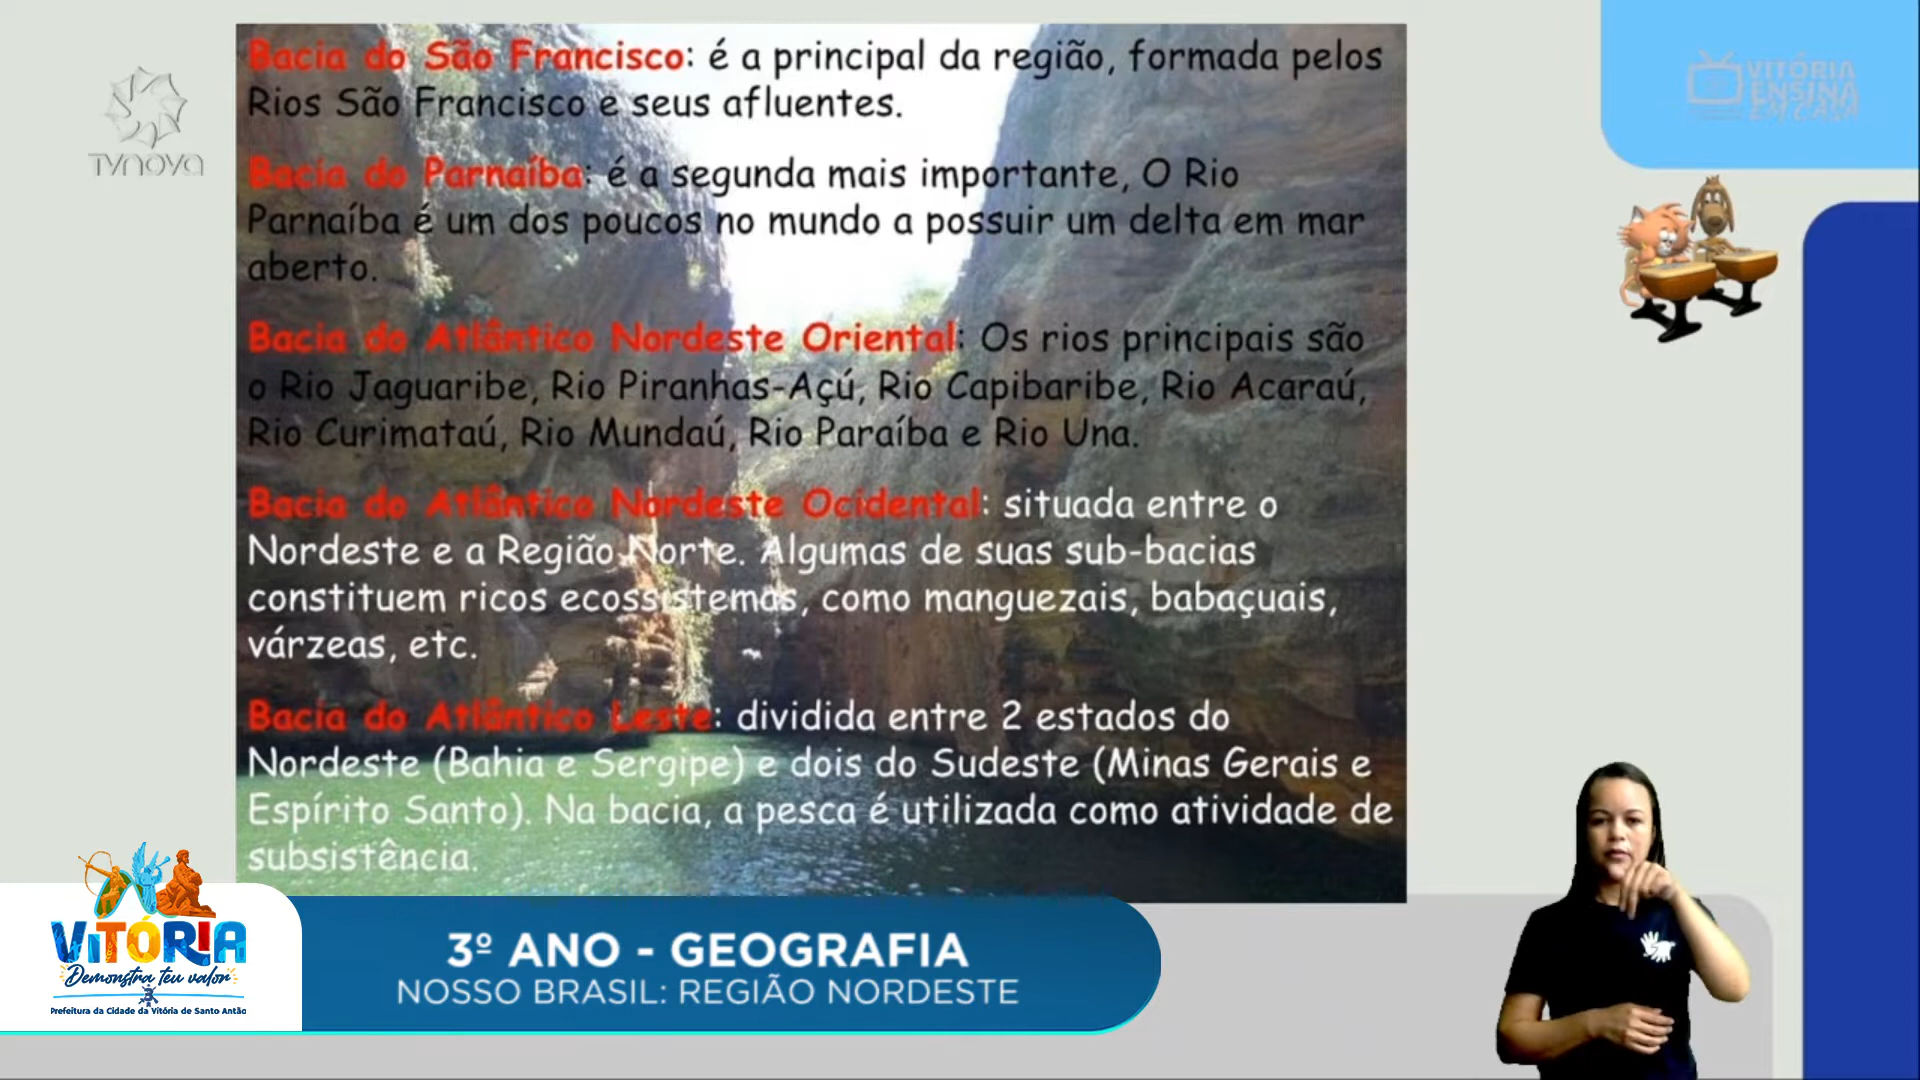 Bacia do São Francisco: é a principal da região, formada pelos
Rios São Francisco e seus afluentes.
Bacia do Parnaíba: é a segunda mais importante, O Rio
Parnaíba é um dos poucos no mundo a possuir um delta em mar
aberto.
Bacia do Atlântico Nordeste Oriental: Os rios principais são
o Rio Jaguaribe, Rio Piranhas-Açú, Rio Capibaribe, Rio Acaraú,
Rio Curimataú, Rio Mundaú, Rio Paraíba e Rio Una.
Bacia do Atlântico Nordeste Ocidental: situada entre o
Nordeste e a Região Norte. Algumas de suas sub-bacias
constituem ricos ecossistemas, como manguezais, babaçuais,
várzeas, etc.
Bacia do Atlântico Leste: dividida entre 2 estados do
Nordeste (Bahia e Sergipe) e dois do Sudeste (Minas Gerais e
Espírito Santo). Na bacia, a pesca é utilizada como atividade de
subsistência.
TVNOVA
VITÓRIA
ENSINA
EM CASA
VITÓRIA
Demonstra teu valor
Prefeitura da Cidade da Vitória de Santo Antão
3º ANO - GEOGRAFIA
NOSSO BRASIL: REGIÃO NORDESTE